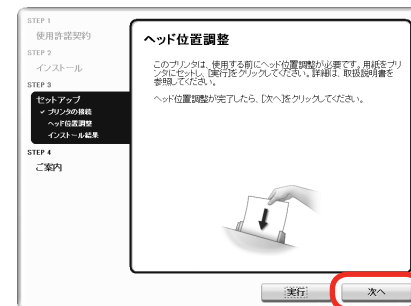 STEP 1
使用許諾契約
STEP 2
インストール
STEP 3
セットアップ
✓ プリンタの接続
ヘッド位置調整
インストール結果
STEP 4
ご案内
ヘッド位置調整
このプリンタは、使用する前にヘッド位置調整が必要です。用紙をプリ
ンタにセットし、[実行]をクリックしてください。詳細は、取扱説明書を
参照してください。
ヘッド位置調整が完了したら、[次へ]をクリックしてください。
実行
次へ